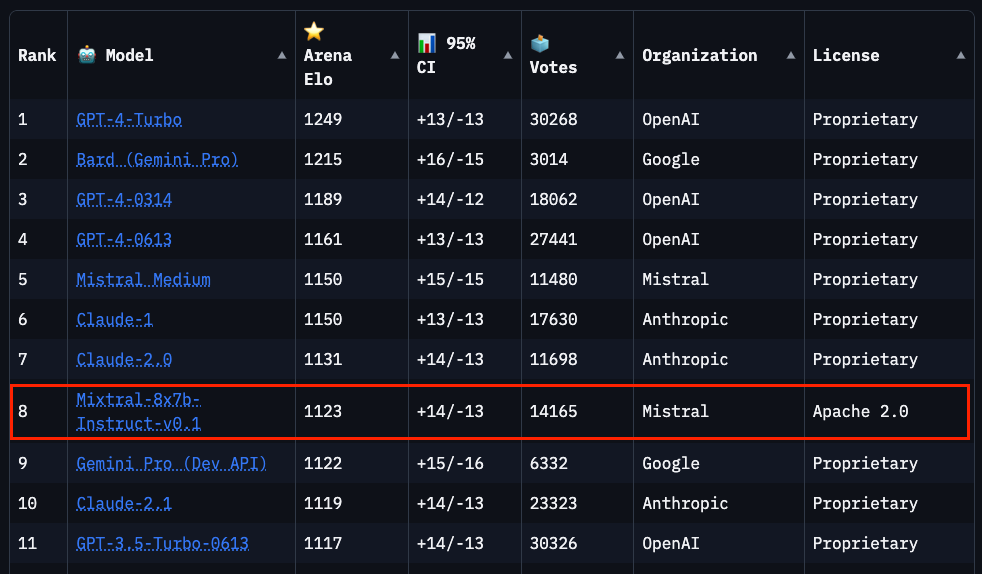 Rank 🤖 Model ▲ ⭐ Arena Elo ▲ 📊 95% CI ▲ 🗳️ Votes ▲ Organization ▲ License ▲
1 GPT-4-Turbo 1249 +13/-13 30268 OpenAI Proprietary
2 Bard (Gemini Pro) 1215 +16/-15 3014 Google Proprietary
3 GPT-4-0314 1189 +14/-12 18062 OpenAI Proprietary
4 GPT-4-0613 1161 +13/-13 27441 OpenAI Proprietary
5 Mistral Medium 1150 +15/-15 11480 Mistral Proprietary
6 Claude-1 1150 +13/-13 17630 Anthropic Proprietary
7 Claude-2.0 1131 +14/-13 11698 Anthropic Proprietary
8 Mixtral-8x7b-Instruct-v0.1 1123 +14/-13 14165 Mistral Apache 2.0
9 Gemini Pro (Dev API) 1122 +15/-16 6332 Google Proprietary
10 Claude-2.1 1119 +14/-13 23323 Anthropic Proprietary
11 GPT-3.5-Turbo-0613 1117 +14/-13 30326 OpenAI Proprietary